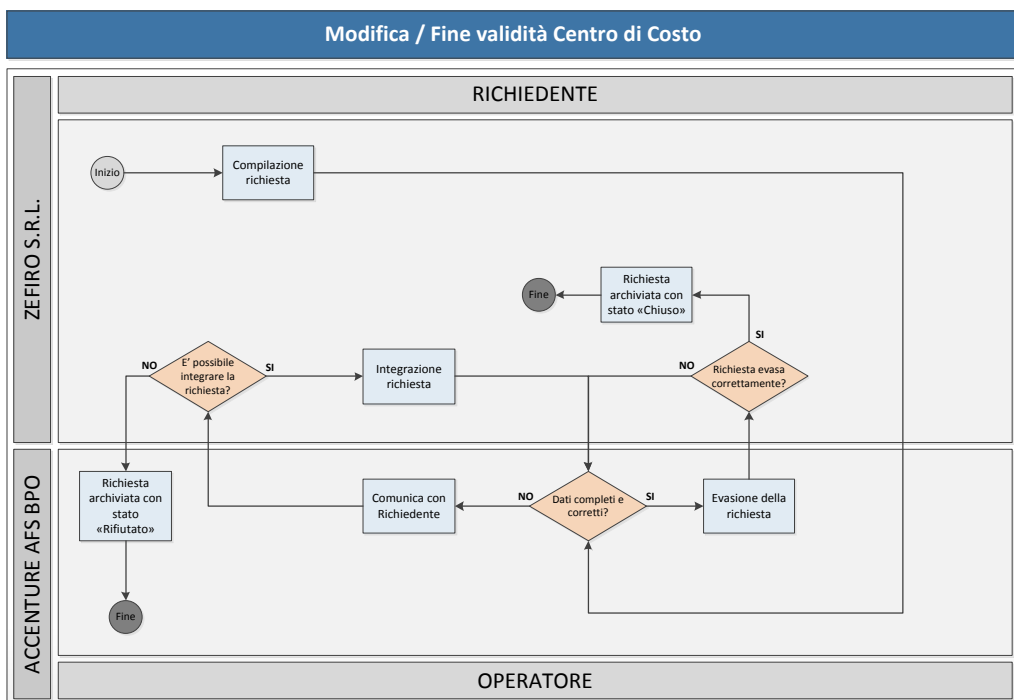 Modifica / Fine validità Centro di Costo
RICHIEDENTE
ZEFIRO S.R.L.
Inizio
Compilazione
richiesta
Fine
Richiesta
archiviata con
stato «Chiuso»
SI
NO
E' possibile
integrare la
richiesta?
SI
Integrazione
richiesta
NO
Richiesta evasa
correttamente?
ACCENTURE AFS BPO
Richiesta
archiviata con
stato
«Rifiutato»
Comunica con
Richiedente
NO
Dati completi e
corretti?
SI
Evasione della
richiesta
Fine
OPERATORE